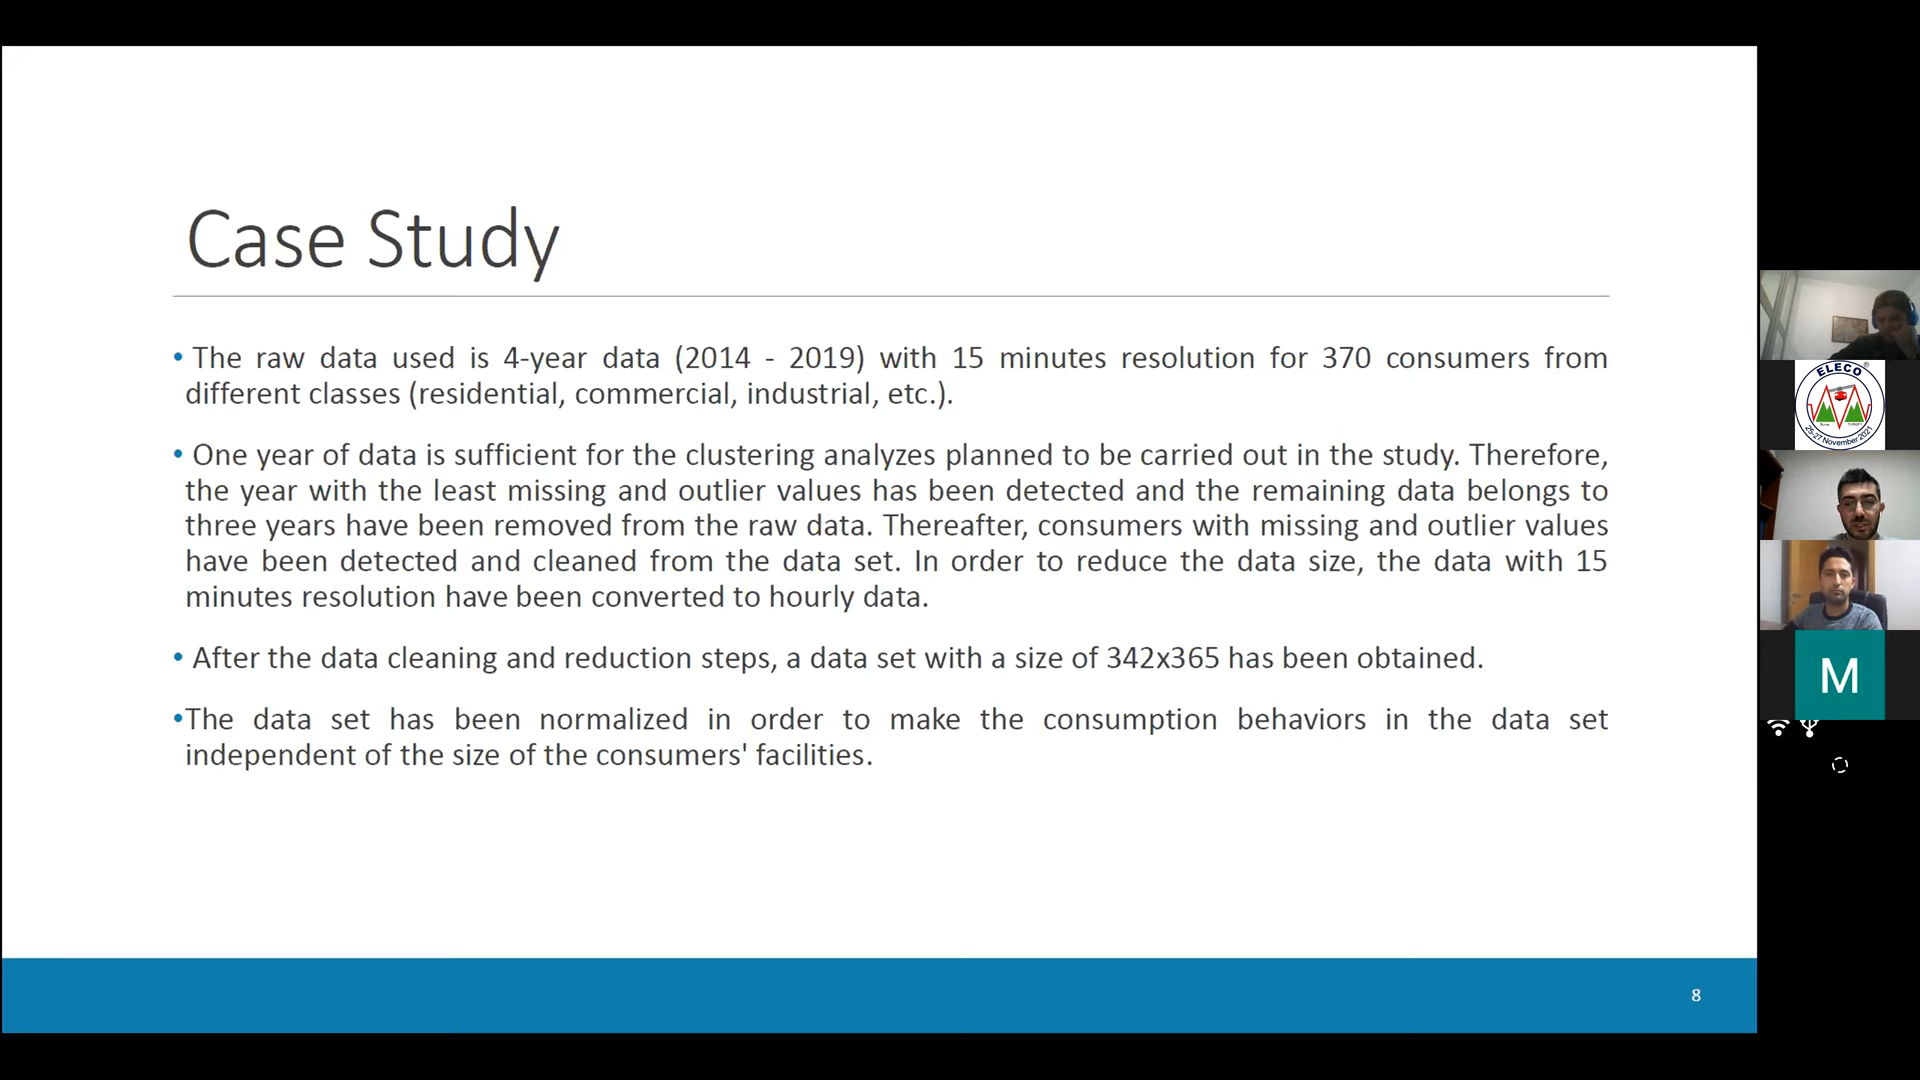 Case Study
• The raw data used is 4-year data (2014 - 2019) with 15 minutes resolution for 370 consumers from
different classes (residential, commercial, industrial, etc.).
• One year of data is sufficient for the clustering analyzes planned to be carried out in the study. Therefore,
the year with the least missing and outlier values has been detected and the remaining data belongs to
three years have been removed from the raw data. Thereafter, consumers with missing and outlier values
have been detected and cleaned from the data set. In order to reduce the data size, the data with 15
minutes resolution have been converted to hourly data.
• After the data cleaning and reduction steps, a data set with a size of 342x365 has been obtained.
•The data set has been normalized in order to make the consumption behaviors in the data set
independent of the size of the consumers' facilities.
8
ELECO®
25-27 November 2021
M